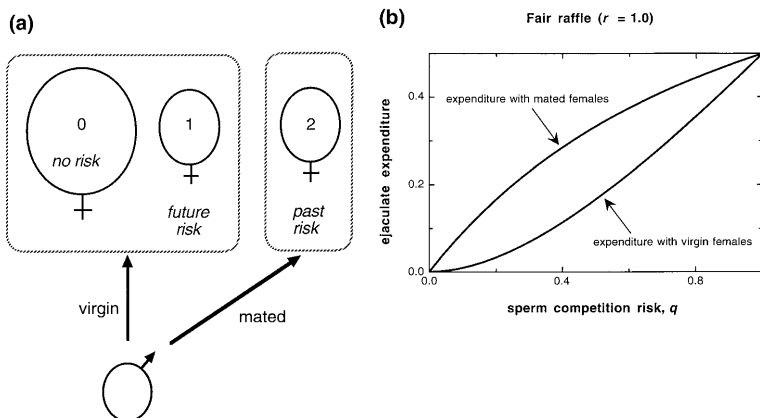 (a)
0
no risk
1
future
risk
2
past
risk
virgin
mated
(b)
Fair raffle (r = 1.0)
ejaculate expenditure
0.4
0.2
0.0
expenditure with mated females
expenditure with virgin females
0.0
0.4
0.8
sperm competition risk, q